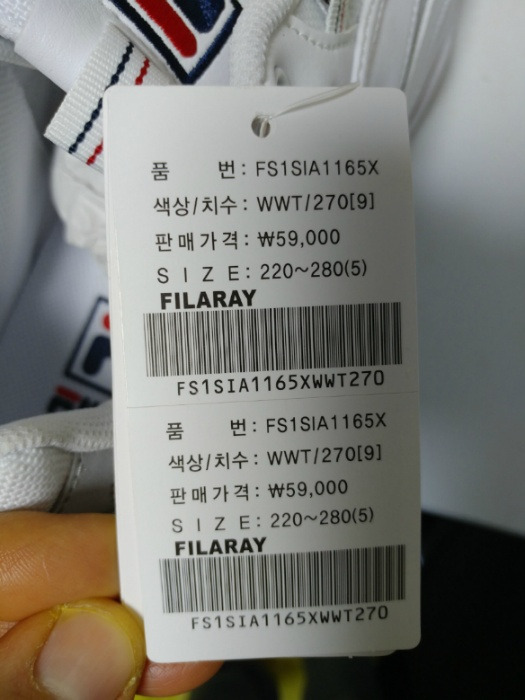 품 번: FS1SIA1165X
색상/치수: WWT/270[9]
판매가격: ₩59,000
S I Z E: 220~280(5)
FILARAY
FS1SIA1165XWWT270
품 번: FS1SIA1165X
색상/치수: WWT/270[9]
판매가격: ₩59,000
S I Z E: 220~280(5)
FILARAY
FS1SIA1165XWWT270